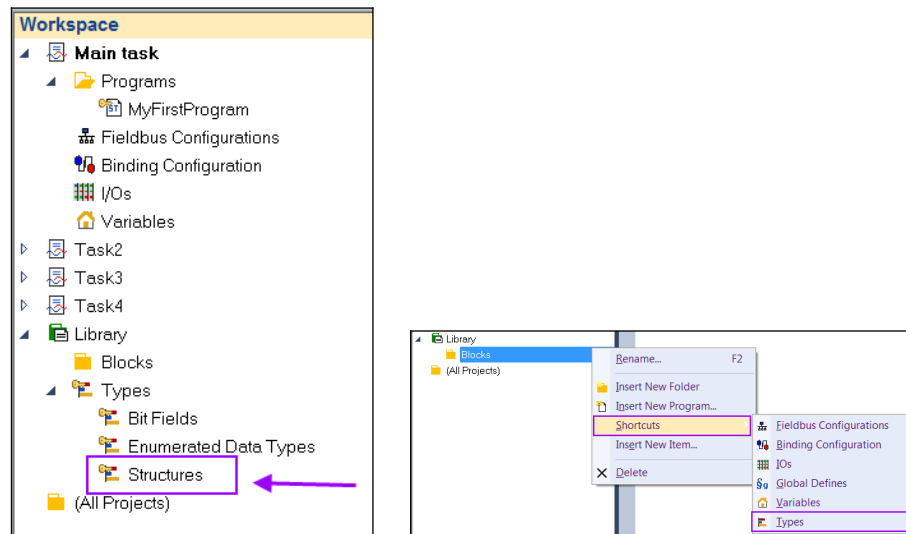 Workspace
Main task
Programs
MyFirstProgram
Fieldbus Configurations
Binding Configuration
I/Os
Variables
Task2
Task3
Task4
Library
Blocks
Types
Bit Fields
Enumerated Data Types
Structures
(All Projects)
Library
Blocks
(All Projects)
Rename... F2
Insert New Folder
Insert New Program...
Shortcuts
Insert New Item...
Delete
Fieldbus Configurations
Binding Configuration
IOs
Global Defines
Variables
Types